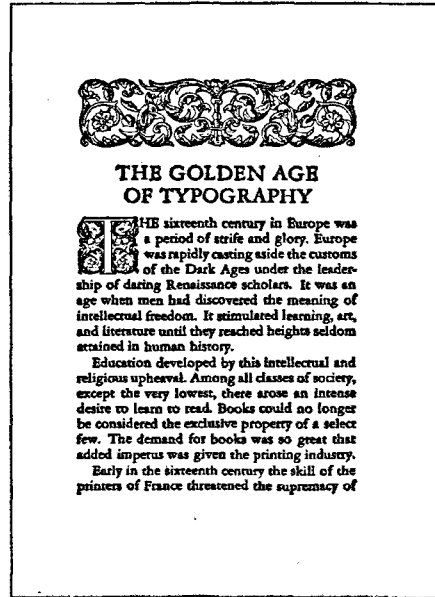 THE GOLDEN AGE
OF TYPOGRAPHY
THE sixteenth century in Europe was
a period of strife and glory. Europe
was rapidly casting aside the customs
of the Dark Ages under the leader-
ship of daring Renaissance scholars. It was an
age when men had discovered the meaning of
intellectual freedom. It stimulated learning, art,
and literature until they reached heights seldom
attained in human history.
Education developed by this intellectual and
religious upheaval. Among all classes of society,
except the very lowest, there arose an intense
desire to learn to read. Books could no longer
be considered the exclusive property of a select
few. The demand for books was so great that
added impetus was given the printing industry.
Early in the sixteenth century the skill of the
printers of France threatened the supremacy of